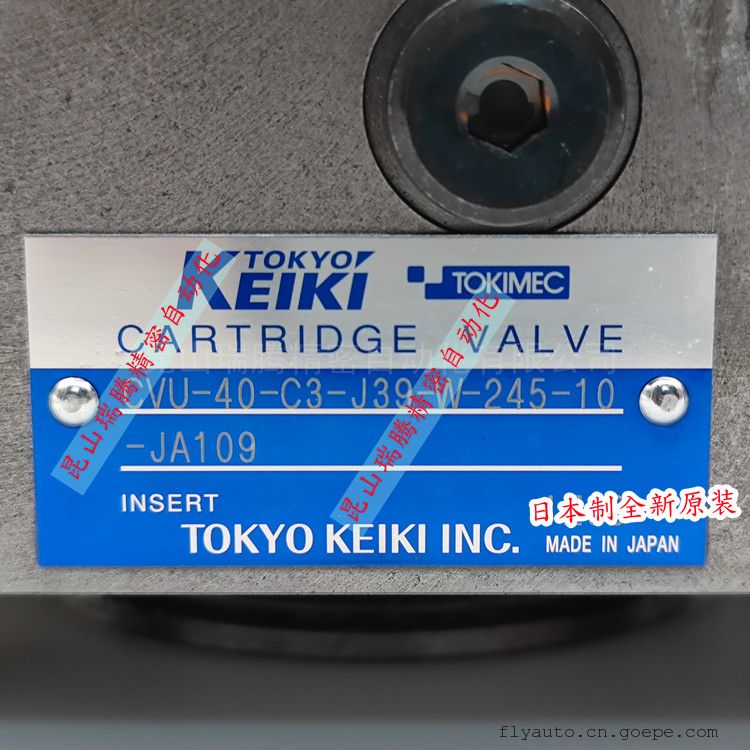 TOKYO
KEIKI
TOKIMEC
CARTRIDGE VALVE
CVU-40-C3-J39-W-245-10
-JA109
INSERT
日本制全新原装
TOKYO KEIKI INC.
MADE IN JAPAN
昆山瑞腾精密自动化
昆山瑞腾精密自动化
flyauto.cn.goepe.com